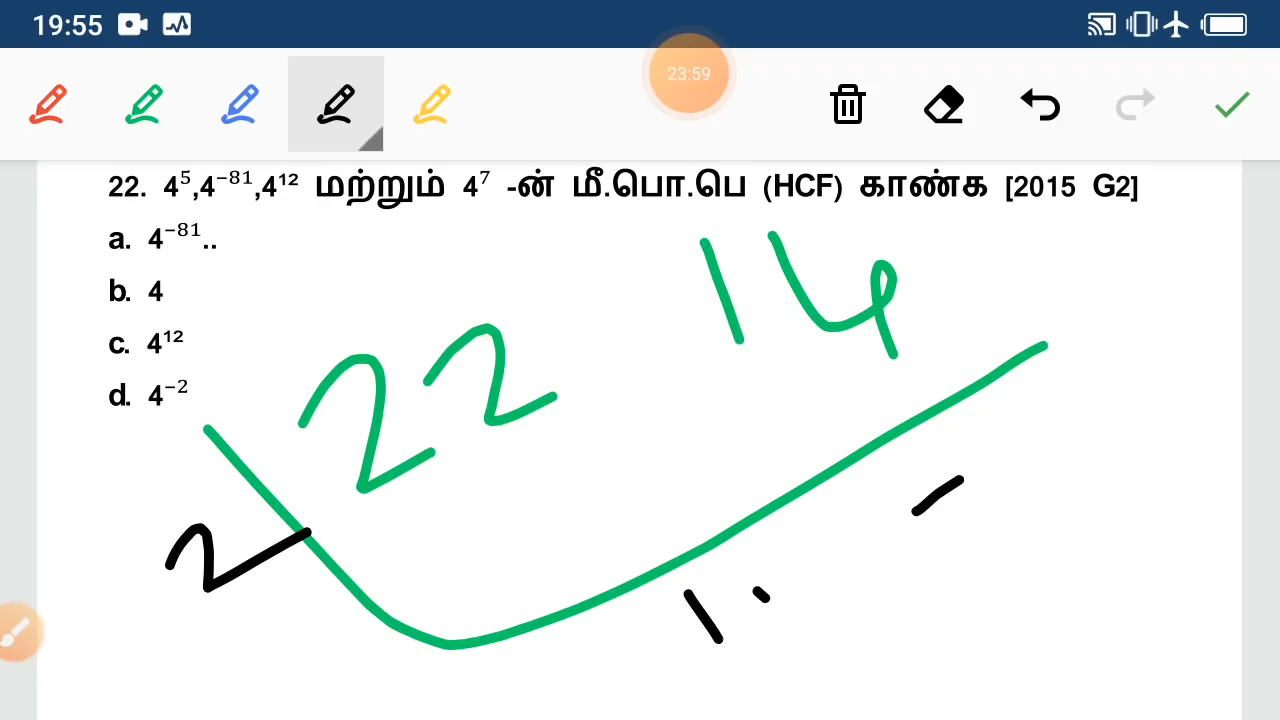 19:55
23:59
22. 4⁵,4⁻⁸¹,4¹² மற்றும் 4⁷ -ன் மீ.பொ.பெ (HCF) காண்க [2015 G2]
a. 4⁻⁸¹..
b. 4
c. 4¹²
d. 4⁻²
22 14
2